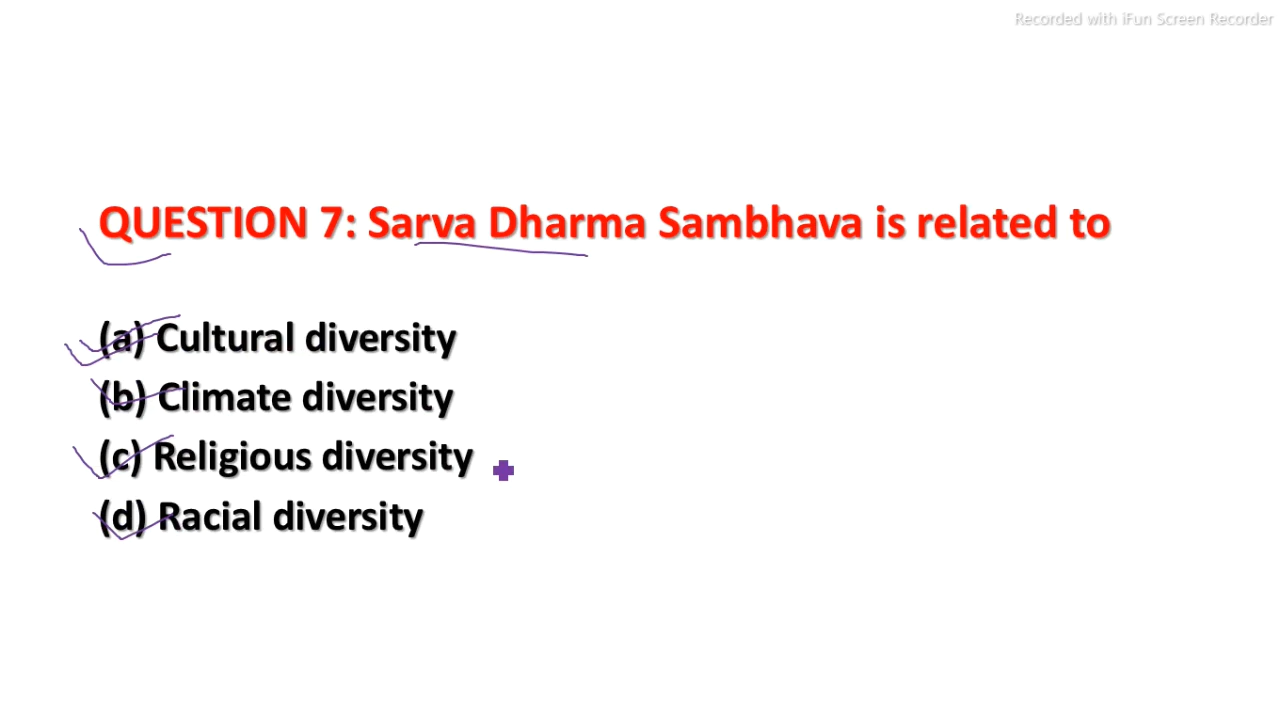 Recorded with iFun Screen Recorder
QUESTION 7: Sarva Dharma Sambhava is related to
(a) Cultural diversity
(b) Climate diversity
(c) Religious diversity
(d) Racial diversity